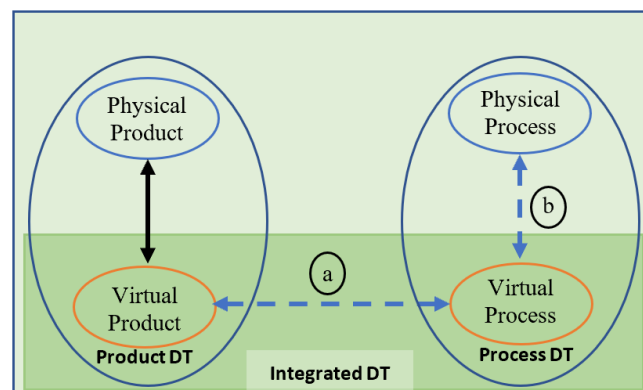 Physical
Product
Physical
Process
b
a
Virtual
Product
Virtual
Process
Product DT
Process DT
Integrated DT